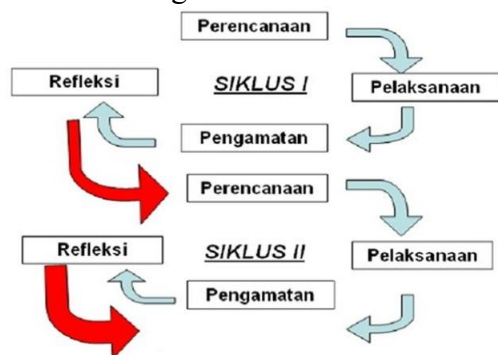 Perencanaan
Refleksi
SIKLUS I
Pelaksanaan
Pengamatan
Perencanaan
Refleksi
SIKLUS II
Pelaksanaan
Pengamatan